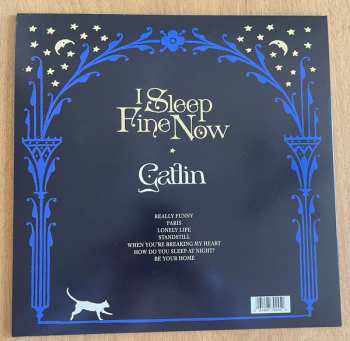 I Sleep
Fine Now
Gatlin
REALLY FUNNY
PARIS
LONELY LIFE
STANDSTILL
WHEN YOU'RE BREAKING MY HEART
HOW DO YOU SLEEP AT NIGHT?
BE YOUR HOME